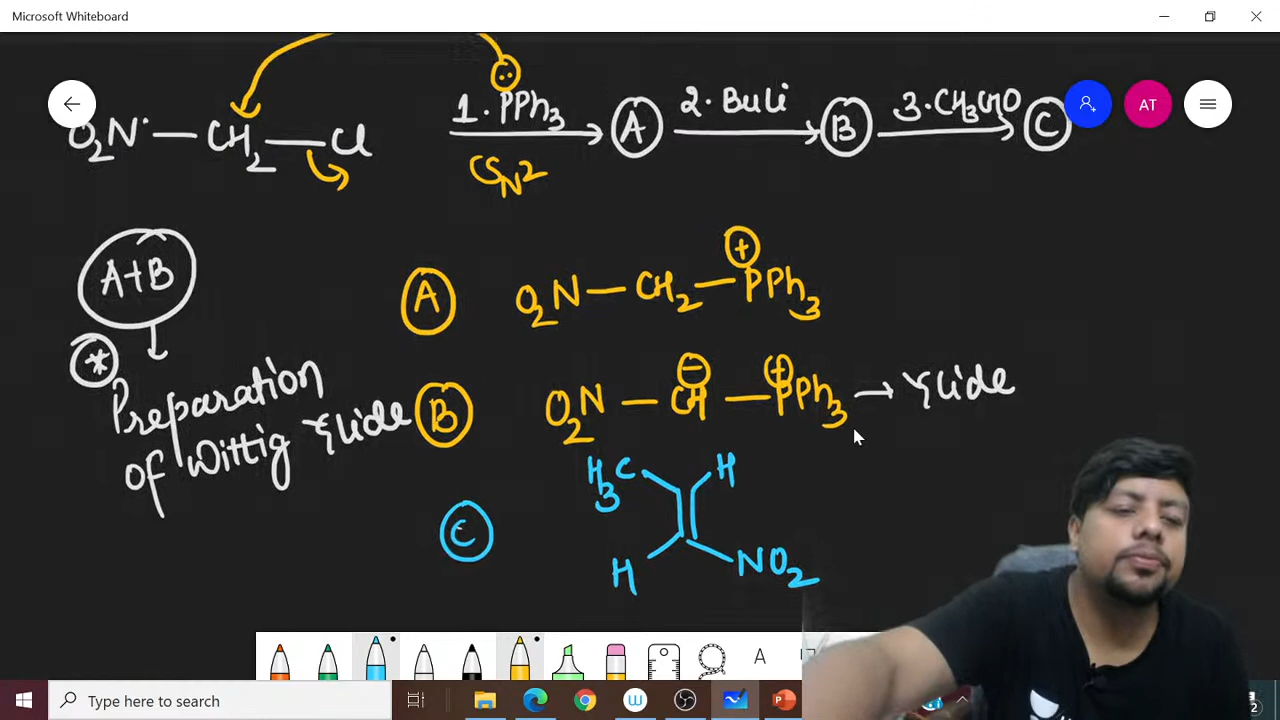 Microsoft Whiteboard
O2N — CH2 — Cl 1. PPh3 A 2. BuLi B 3. CH3CHO C
SN2
AT
A+B
A O2N — CH2 — PPh3 +
* Preparation of Wittig Ylide
B O2N — CH — PPh3 → Ylide
− +
C H3C H
H NO2
A
Type here to search
W
P
2